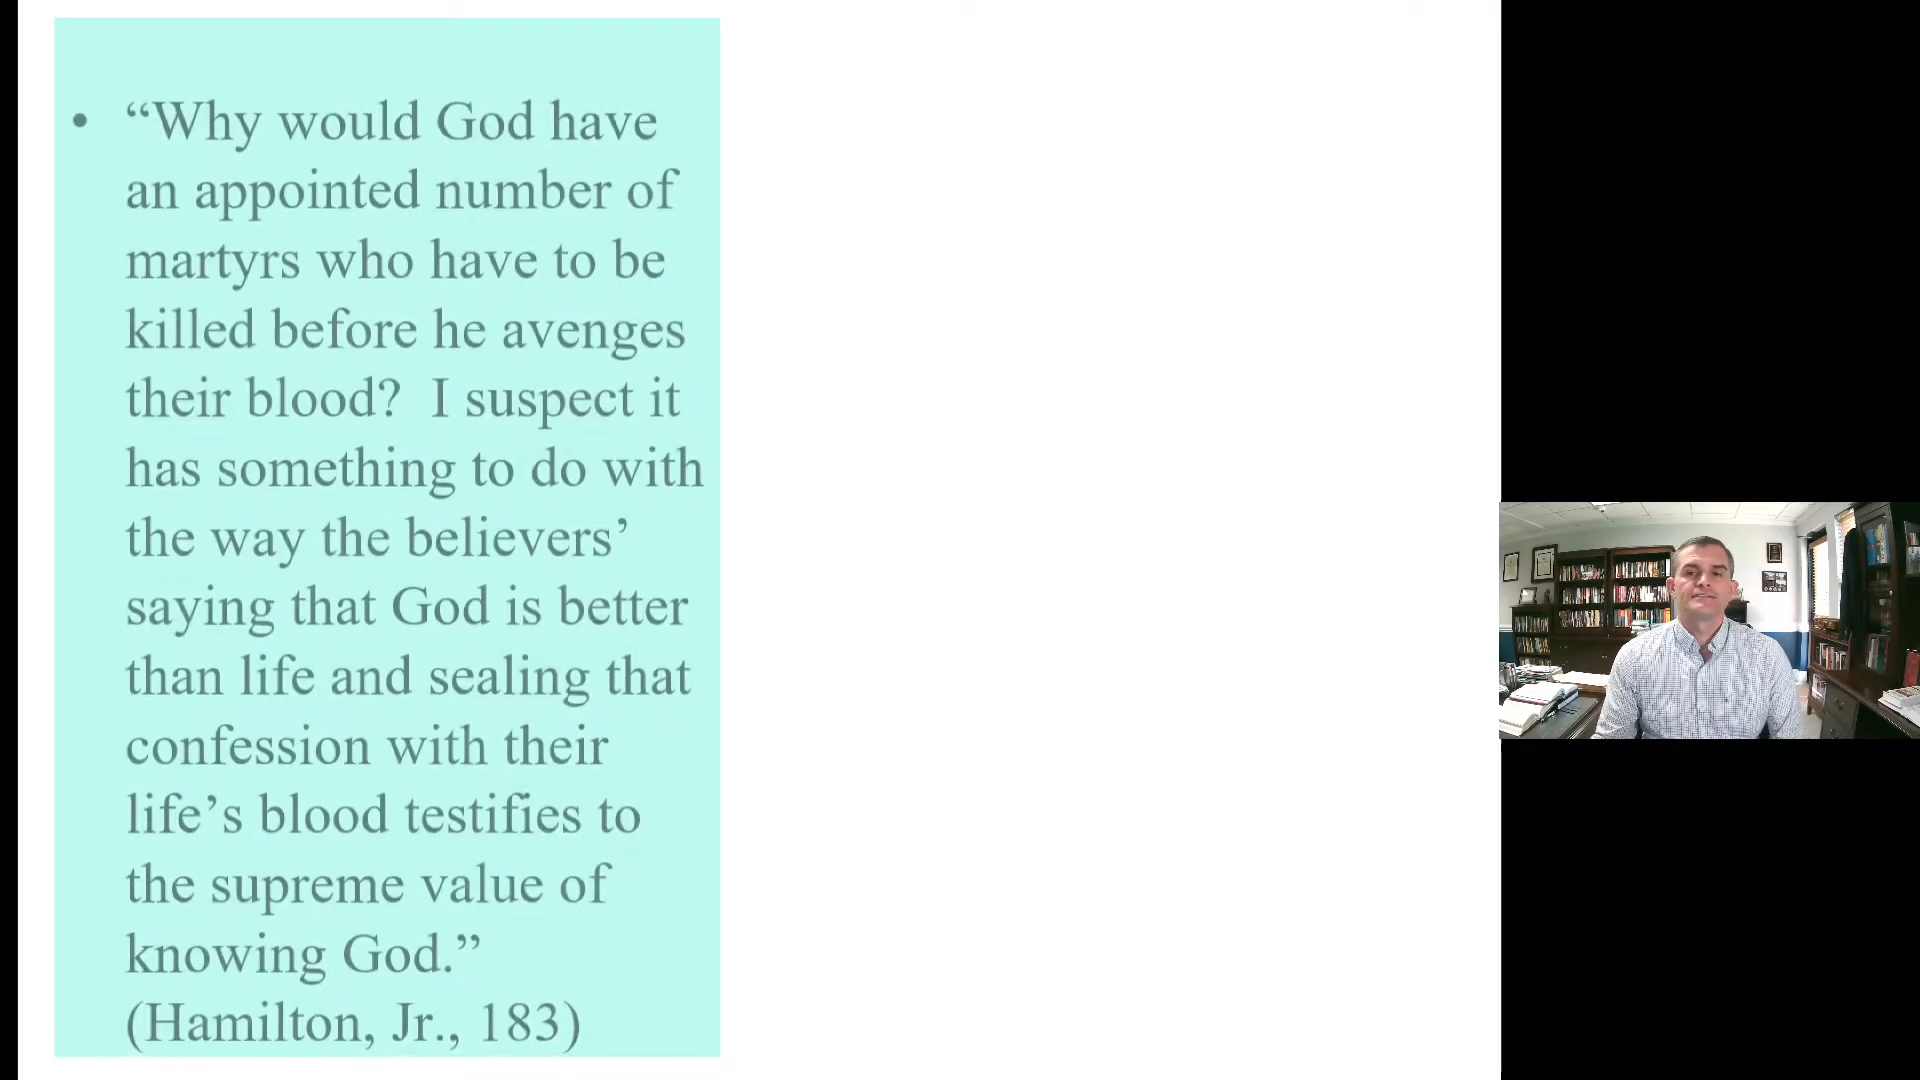 • “Why would God have
an appointed number of
martyrs who have to be
killed before he avenges
their blood?  I suspect it
has something to do with
the way the believers’
saying that God is better
than life and sealing that
confession with their
life’s blood testifies to
the supreme value of
knowing God.”
(Hamilton, Jr., 183)